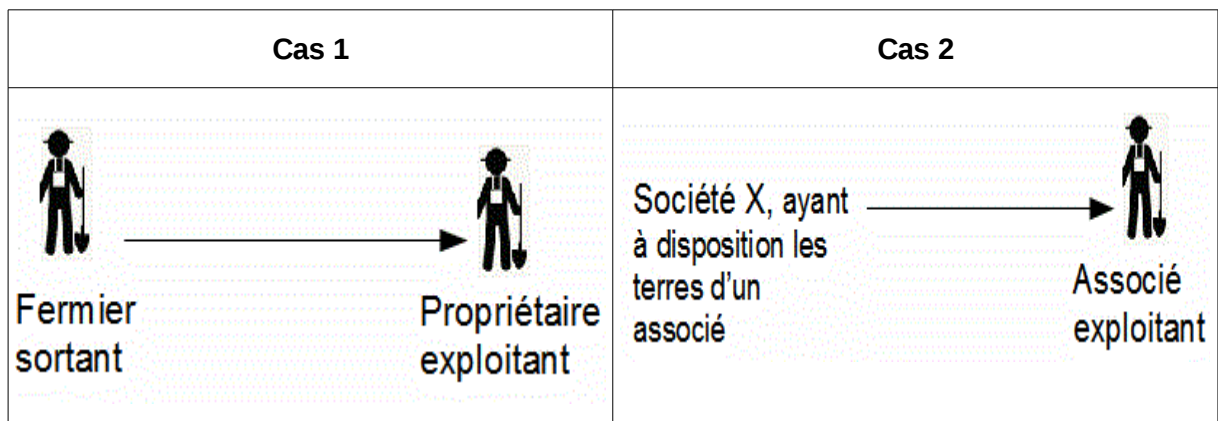 Cas 1
Cas 2
Fermier
sortant
Propriétaire
exploitant
Société X, ayant
à disposition les
terres d'un
associé
Associé
exploitant